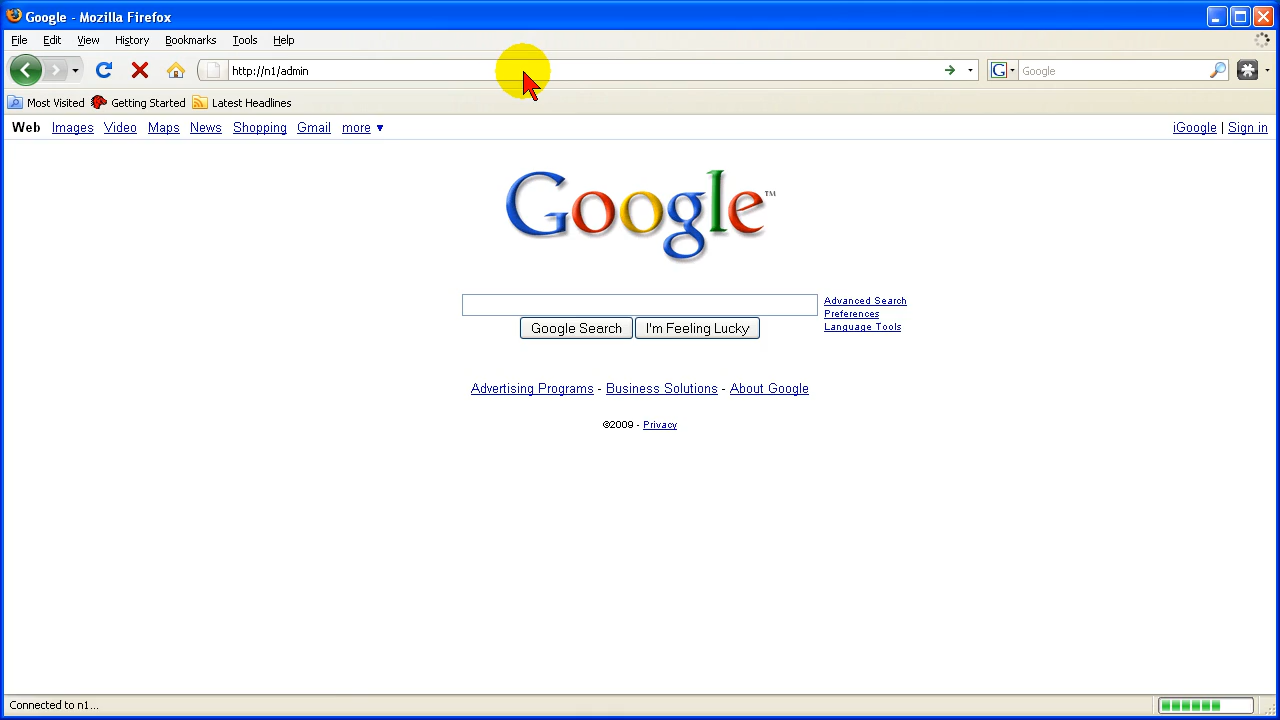 Google - Mozilla Firefox
File Edit View History Bookmarks Tools Help
http://n1/admin
G Google
Most Visited Getting Started Latest Headlines
Web Images Video Maps News Shopping Gmail more ▼ iGoogle | Sign in
Google™
Advanced Search
Preferences
Language Tools
Google Search I'm Feeling Lucky
Advertising Programs - Business Solutions - About Google
©2009 - Privacy
Connected to n1...